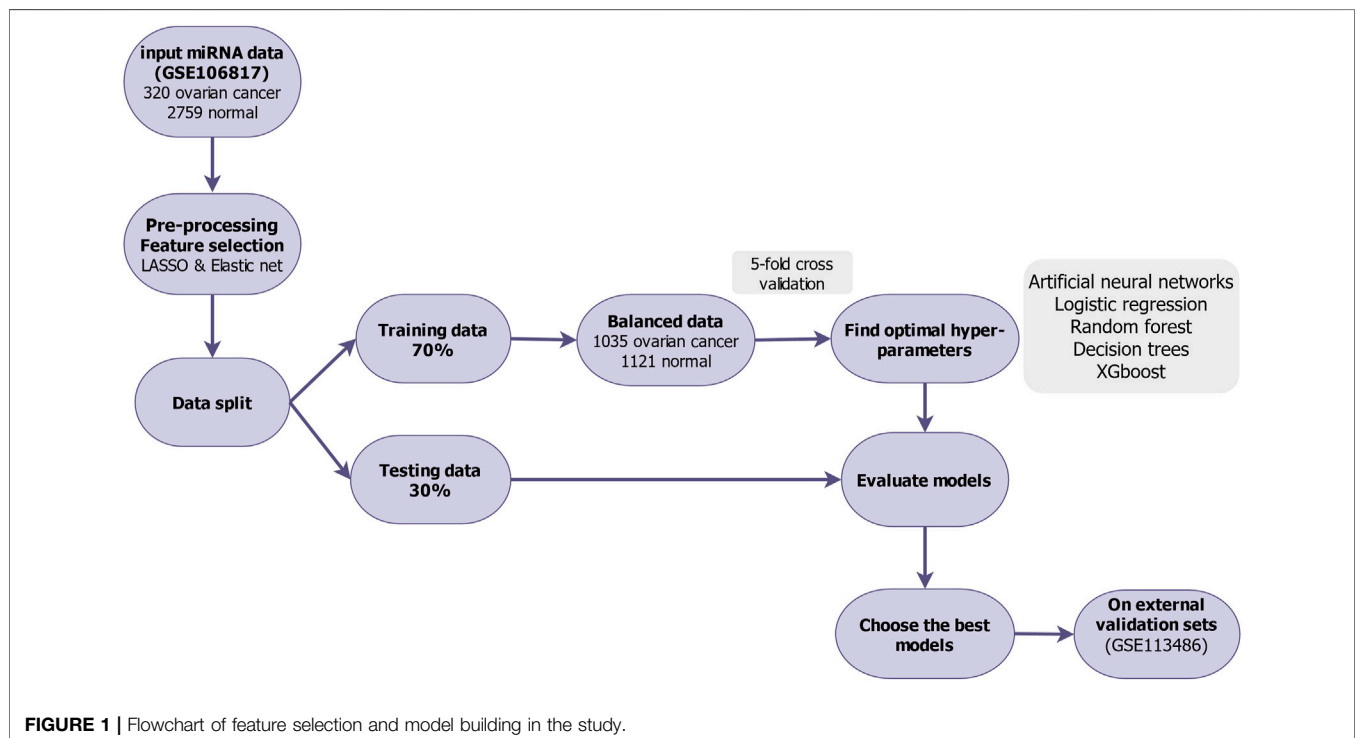 input miRNA data
(GSE106817)
320 ovarian cancer
2759 normal
Pre-processing
Feature selection
LASSO & Elastic net
Data split
Training data
70%
Testing data
30%
Balanced data
1035 ovarian cancer
1121 normal
5-fold cross
validation
Find optimal hyper-
parameters
Artificial neural networks
Logistic regression
Random forest
Decision trees
XGboost
Evaluate models
Choose the best
models
On external
validation sets
(GSE113486)
FIGURE 1 | Flowchart of feature selection and model building in the study.